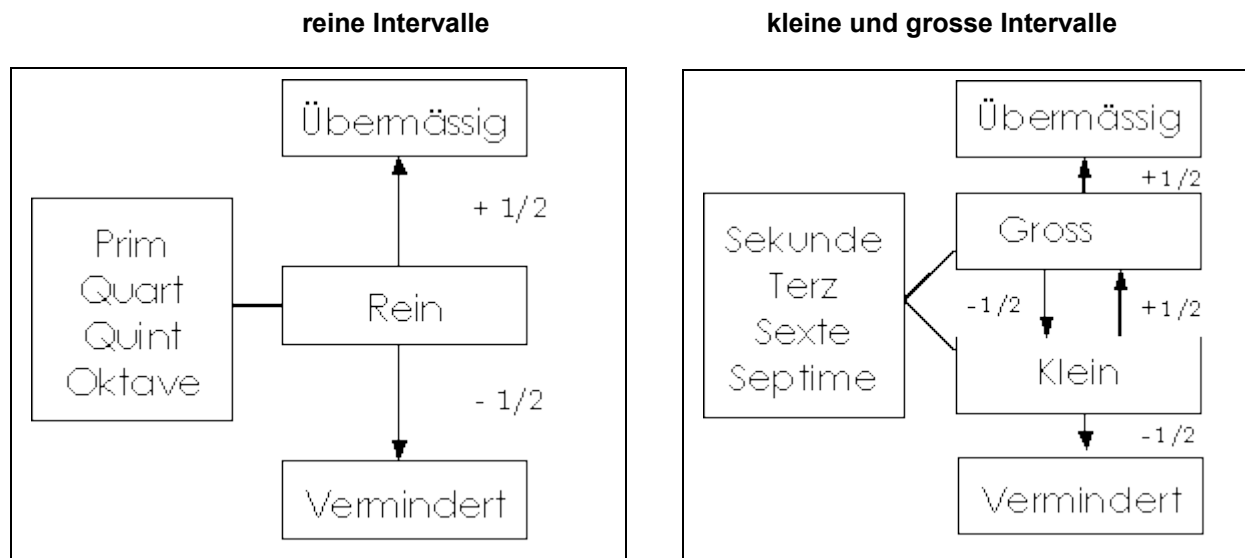 reine Intervalle
Übermässig
+ 1/2
Prim
Quart
Quint
Oktave
Rein
- 1/2
Vermindert
kleine und grosse Intervalle
Übermässig
+1/2
Gross
Sekunde
Terz
Sexte
Septime
-1/2
+1/2
Klein
-1/2
Vermindert